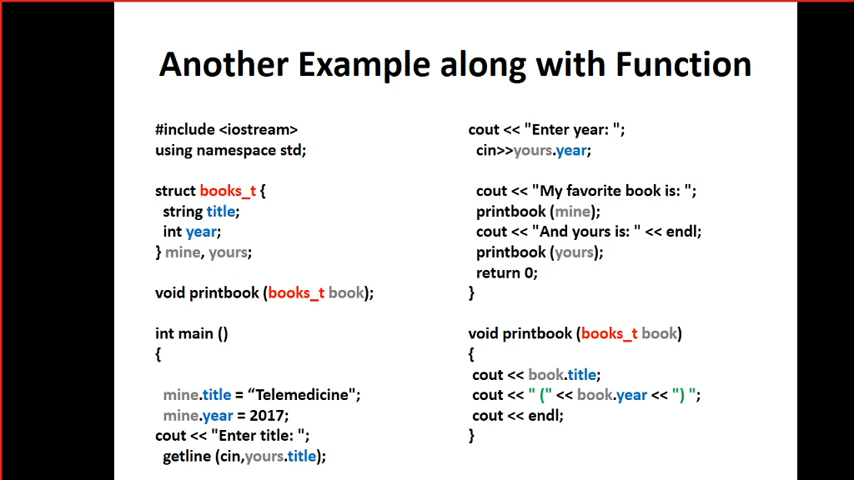 Another Example along with Function
#include <iostream>
using namespace std;
struct books_t {
string title;
int year;
} mine, yours;
void printbook (books_t book);
int main ()
{
mine.title = “Telemedicine";
mine.year = 2017;
cout << "Enter title: ";
getline (cin,yours.title);
cout << "Enter year: ";
cin>>yours.year;
cout << "My favorite book is: ";
printbook (mine);
cout << "And yours is: " << endl;
printbook (yours);
return 0;
}
void printbook (books_t book)
{
cout << book.title;
cout << " (" << book.year << ") ";
cout << endl;
}